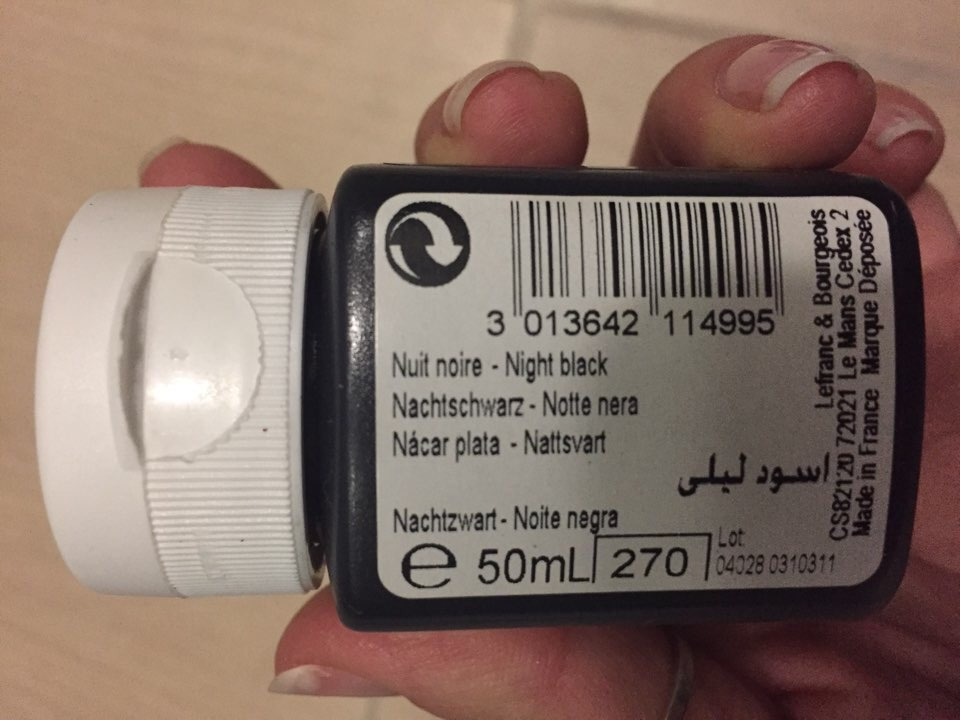 3 013642 114995
Nuit noire - Night black
Nachtschwarz - Notte nera
Nácar plata - Nattsvart
اسود ليلى
Nachtzwart - Noite negra
e 50mL 270
Lot
04028 0310311
Lefranc & Bourgeois
CS82120 72021 Le Mans Cedex 2
Made in France Marque Déposée